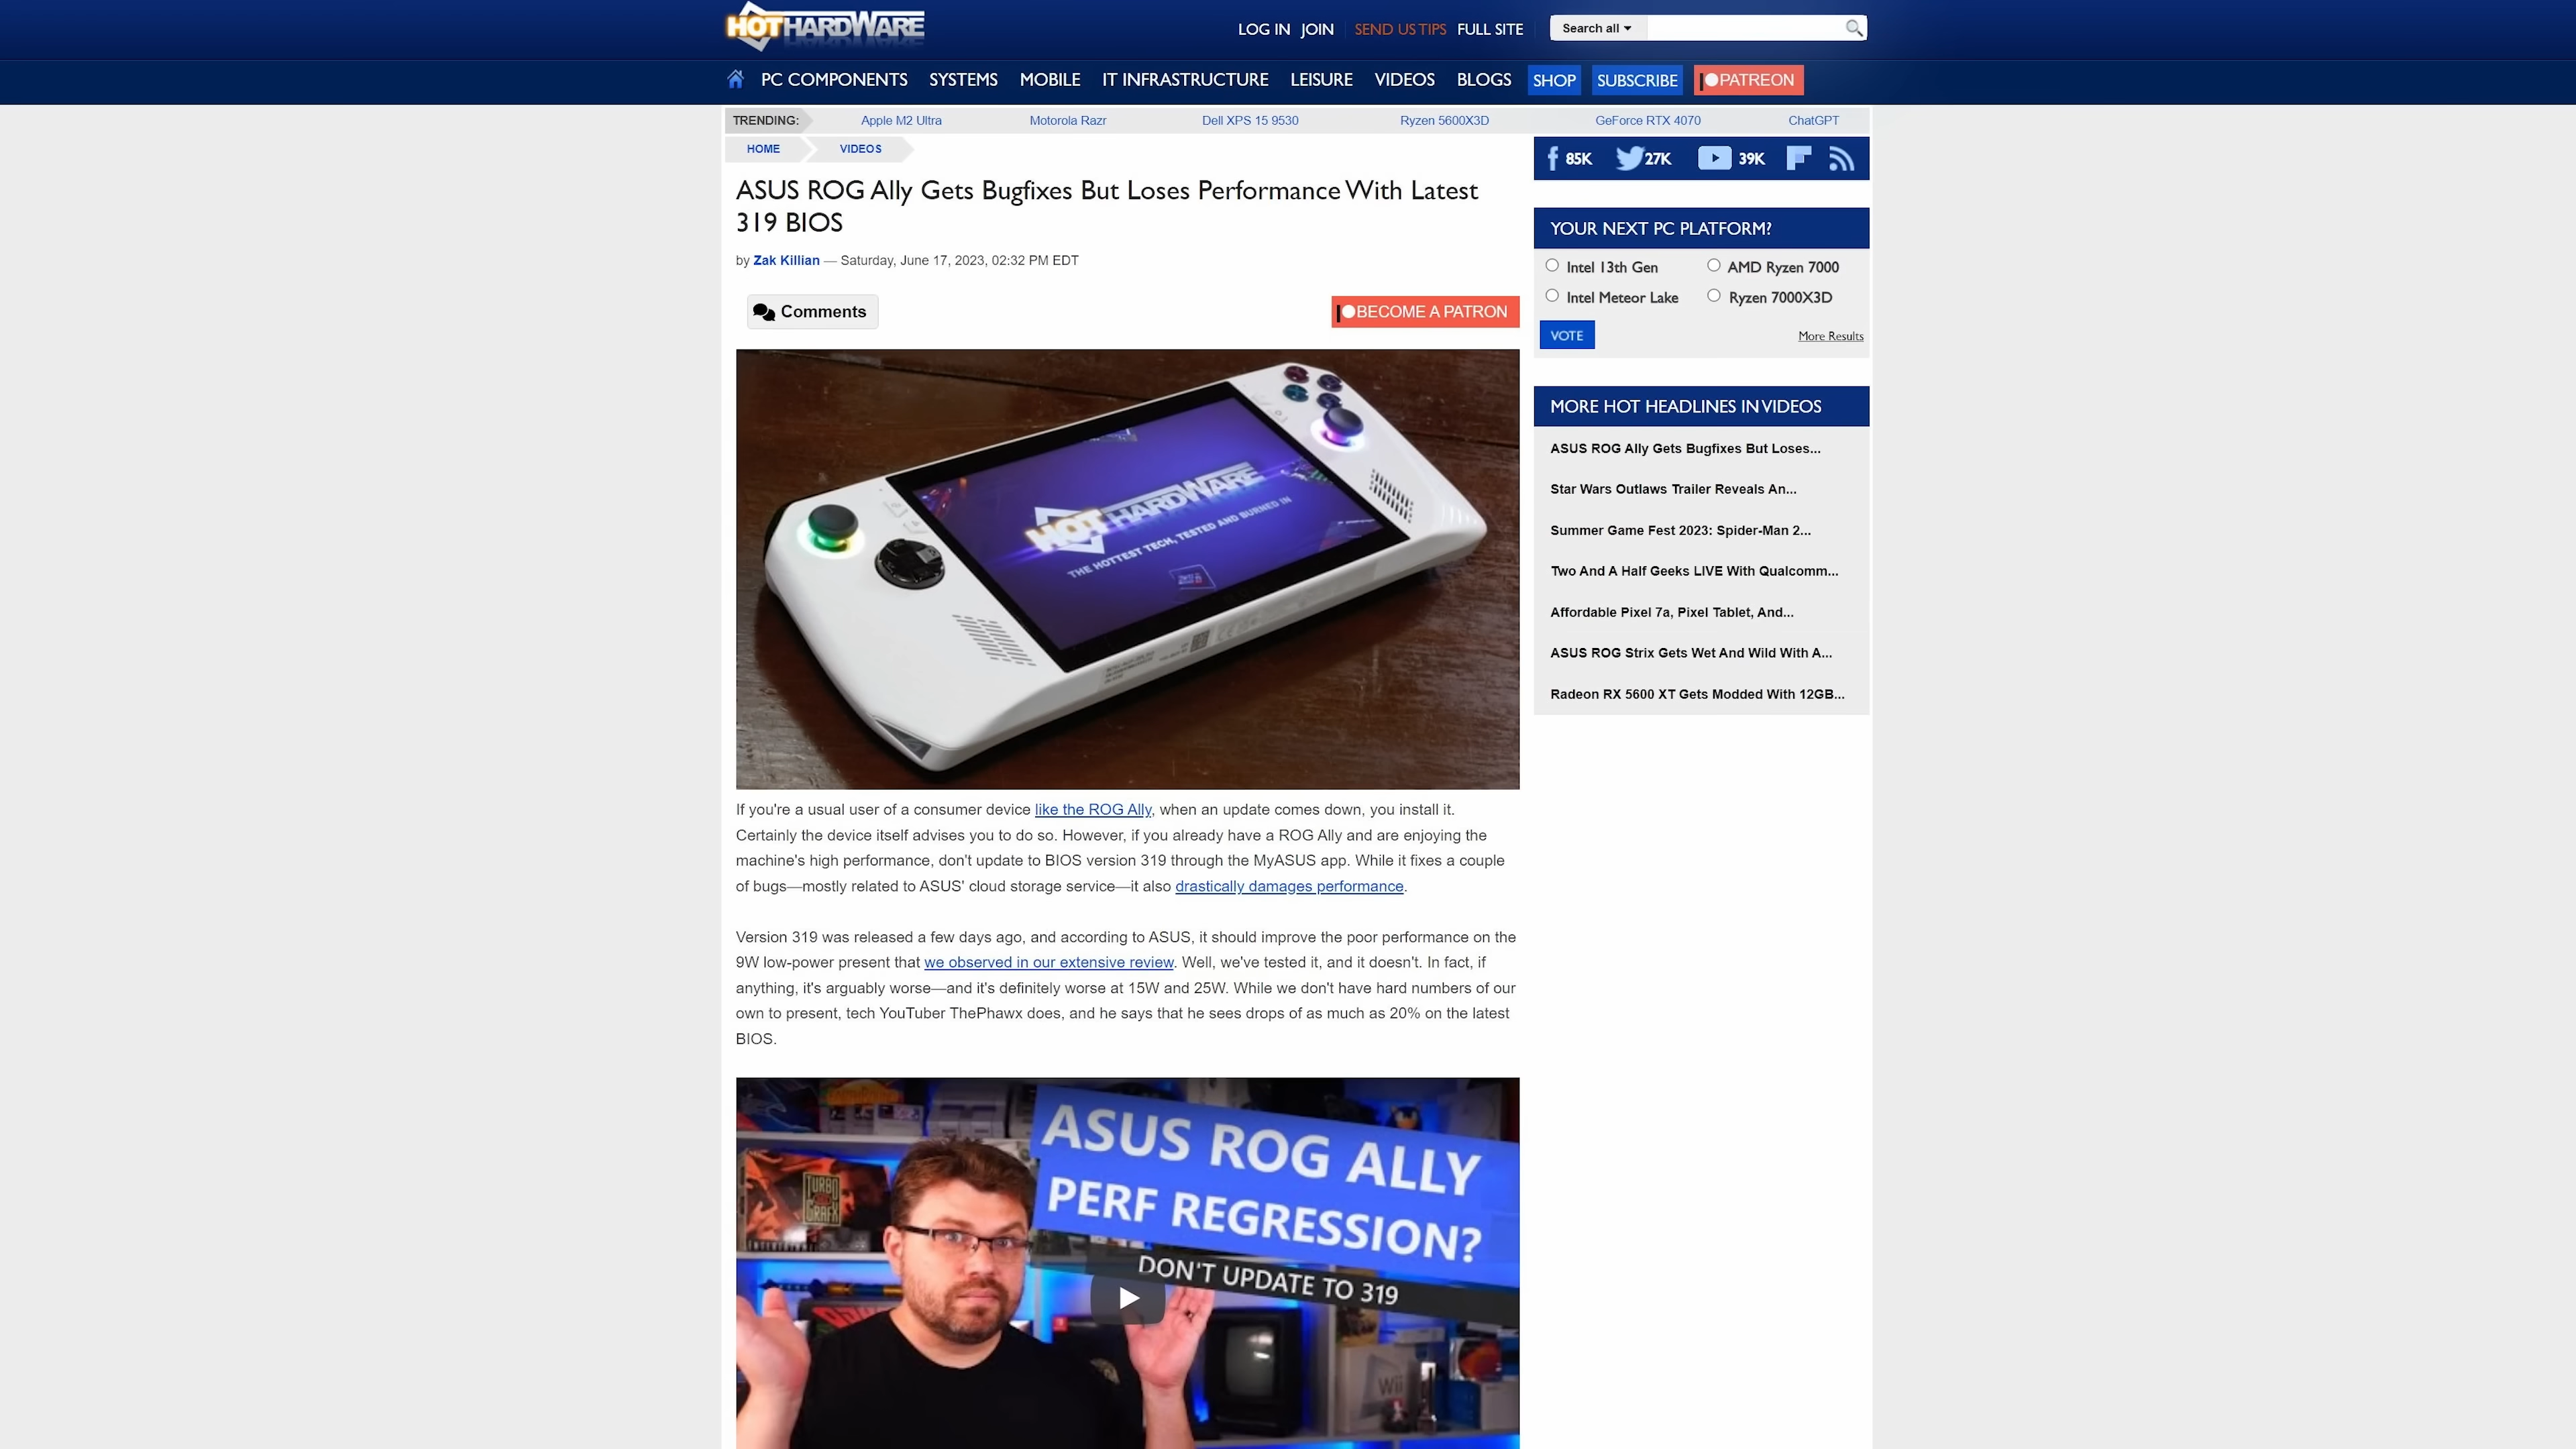 HOTHARDWARE
LOG IN JOIN SEND US TIPS FULL SITE Search all
PC COMPONENTS SYSTEMS MOBILE IT INFRASTRUCTURE LEISURE VIDEOS BLOGS SHOP SUBSCRIBE PATREON
TRENDING: Apple M2 Ultra Motorola Razr Dell XPS 15 9530 Ryzen 5600X3D GeForce RTX 4070 ChatGPT
HOME VIDEOS
ASUS ROG Ally Gets Bugfixes But Loses Performance With Latest
319 BIOS
by Zak Killian — Saturday, June 17, 2023, 02:32 PM EDT
Comments
BECOME A PATRON
HOTHARDWARE
THE HOTTEST TECH, TESTED AND BURNED IN
If you're a usual user of a consumer device like the ROG Ally, when an update comes down, you install it.
Certainly the device itself advises you to do so. However, if you already have a ROG Ally and are enjoying the
machine's high performance, don't update to BIOS version 319 through the MyASUS app. While it fixes a couple
of bugs—mostly related to ASUS' cloud storage service—it also drastically damages performance.
Version 319 was released a few days ago, and according to ASUS, it should improve the poor performance on the
9W low-power present that we observed in our extensive review. Well, we've tested it, and it doesn't. In fact, if
anything, it's arguably worse—and it's definitely worse at 15W and 25W. While we don't have hard numbers of our
own to present, tech YouTuber ThePhawx does, and he says that he sees drops of as much as 20% on the latest
BIOS.
ASUS ROG ALLY
PERF REGRESSION?
DON'T UPDATE TO 319
TURBO
GRAFX
Wii
85K 27K 39K
YOUR NEXT PC PLATFORM?
Intel 13th Gen AMD Ryzen 7000
Intel Meteor Lake Ryzen 7000X3D
VOTE More Results
MORE HOT HEADLINES IN VIDEOS
ASUS ROG Ally Gets Bugfixes But Loses...
Star Wars Outlaws Trailer Reveals An...
Summer Game Fest 2023: Spider-Man 2...
Two And A Half Geeks LIVE With Qualcomm...
Affordable Pixel 7a, Pixel Tablet, And...
ASUS ROG Strix Gets Wet And Wild With A...
Radeon RX 5600 XT Gets Modded With 12GB...